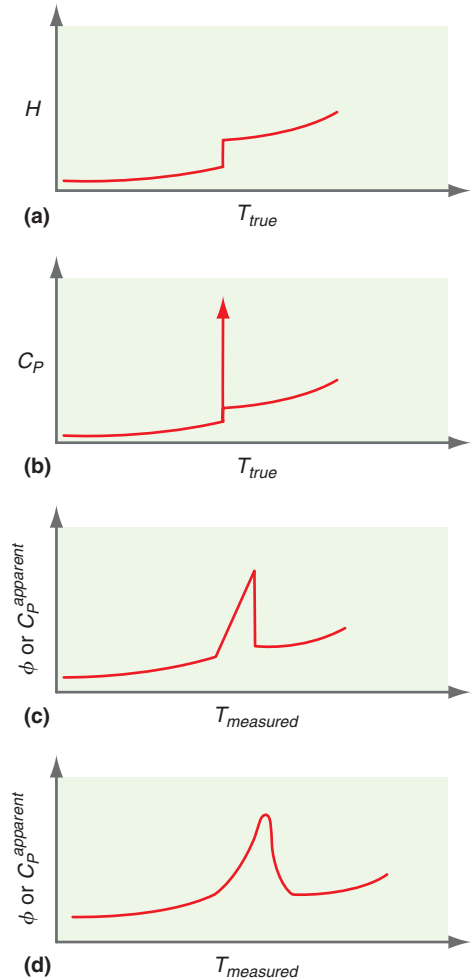 H
(a)
T_true
C_P
(b)
T_true
ϕ or C_P^apparent
(c)
T_measured
ϕ or C_P^apparent
(d)
T_measured